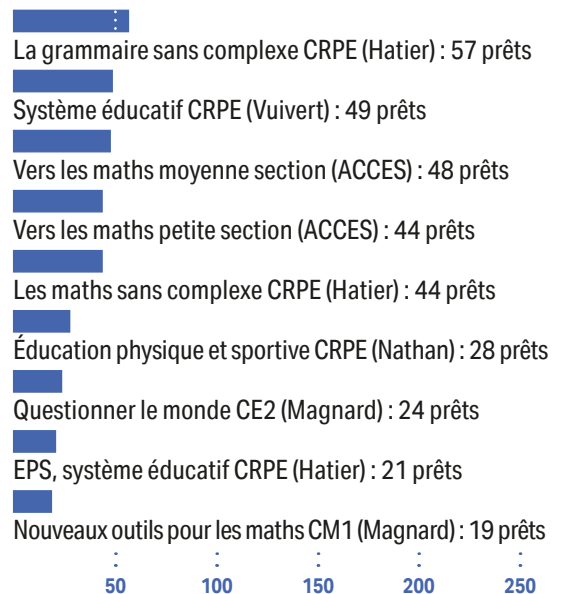 La grammaire sans complexe CRPE (Hatier) : 57 prêts
Système éducatif CRPE (Vuivert) : 49 prêts
Vers les maths moyenne section (ACCES) : 48 prêts
Vers les maths petite section (ACCES) : 44 prêts
Les maths sans complexe CRPE (Hatier) : 44 prêts
Éducation physique et sportive CRPE (Nathan) : 28 prêts
Questionner le monde CE2 (Magnard) : 24 prêts
EPS, système éducatif CRPE (Hatier) : 21 prêts
Nouveaux outils pour les maths CM1 (Magnard) : 19 prêts
50 100 150 200 250